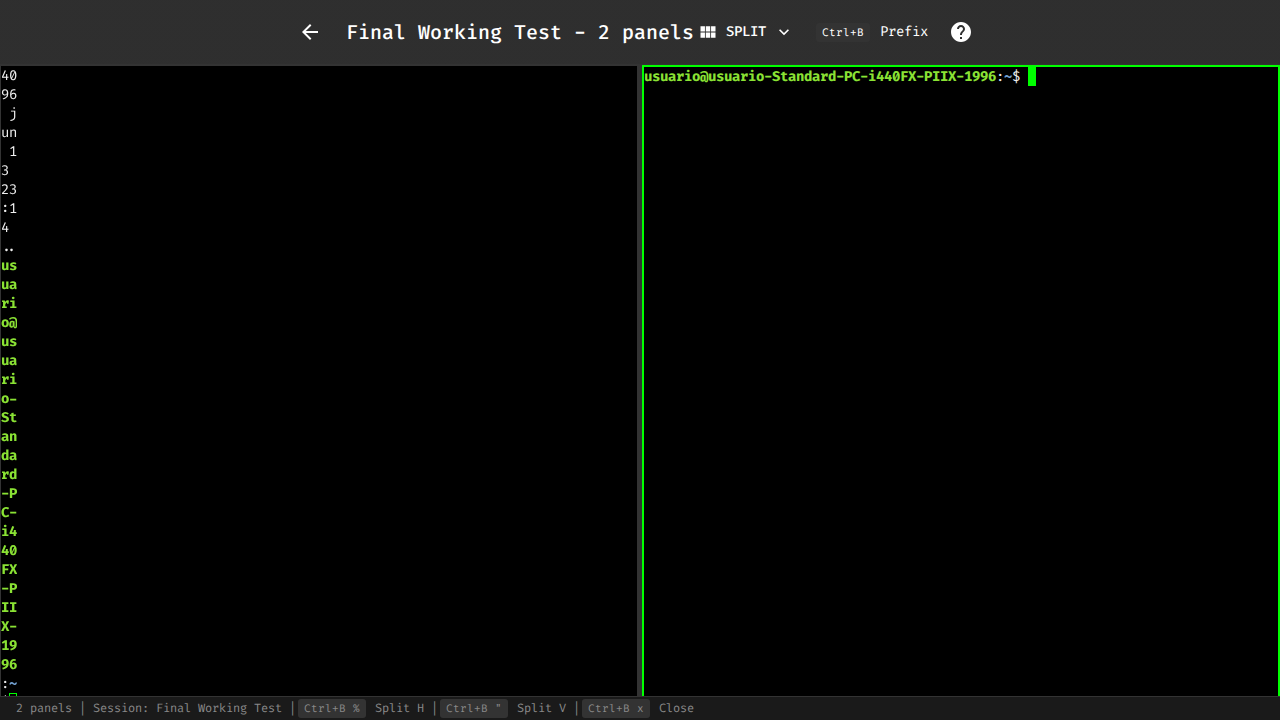 Final Working Test - 2 panels SPLIT Ctrl+B Prefix ?
40
96
j
un
1
3
23
:1
4
..
us
ua
ri
o@
us
ua
ri
o-
St
an
da
rd
-P
C-
i4
40
FX
-P
II
X-
19
96
:~
usuario@usuario-Standard-PC-i440FX-PIIX-1996:~$
2 panels | Session: Final Working Test | Ctrl+B % Split H | Ctrl+B " Split V | Ctrl+B x Close